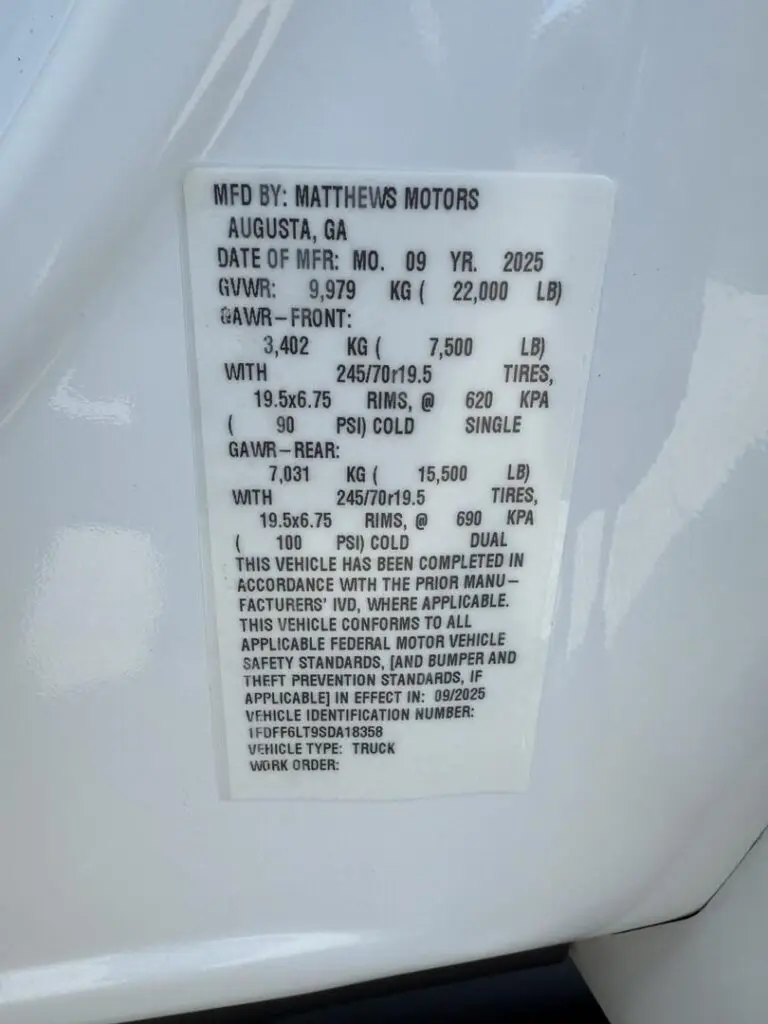 MFD BY: MATTHEWS MOTORS
AUGUSTA, GA
DATE OF MFR: MO. 09 YR. 2025
GVWR: 9,979 KG ( 22,000 LB)
GAWR-FRONT:
3,402 KG ( 7,500 LB)
WITH 245/70r19.5 TIRES,
19.5x6.75 RIMS, @ 620 KPA
( 90 PSI) COLD SINGLE
GAWR-REAR:
7,031 KG ( 15,500 LB)
WITH 245/70r19.5 TIRES,
19.5x6.75 RIMS, @ 690 KPA
( 100 PSI) COLD DUAL
THIS VEHICLE HAS BEEN COMPLETED IN
ACCORDANCE WITH THE PRIOR MANU-
FACTURERS' IVD, WHERE APPLICABLE.
THIS VEHICLE CONFORMS TO ALL
APPLICABLE FEDERAL MOTOR VEHICLE
SAFETY STANDARDS, [AND BUMPER AND
THEFT PREVENTION STANDARDS, IF
APPLICABLE] IN EFFECT IN: 09/2025
VEHICLE IDENTIFICATION NUMBER:
1FDFF6LT9SDA18358
VEHICLE TYPE: TRUCK
WORK ORDER: